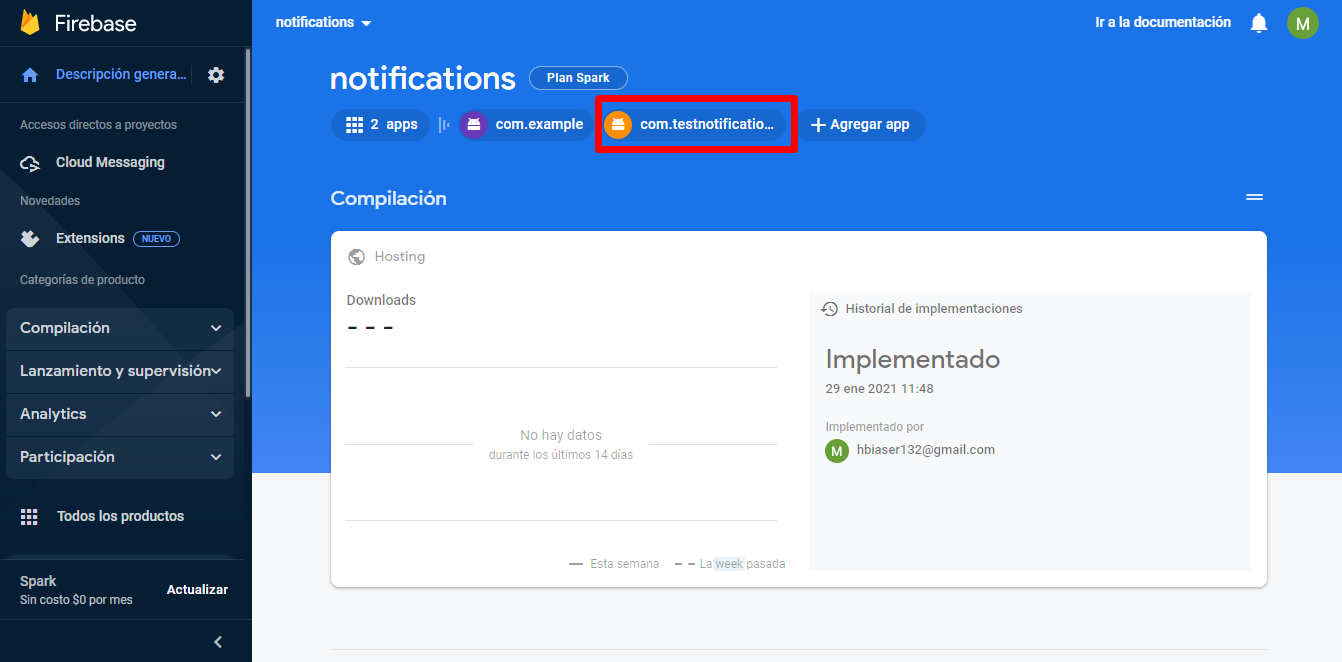 Firebase
notifications
Ir a la documentación
M
Descripción genera...
notifications
Plan Spark
2 apps
com.example
com.testnotificatio...
Agregar app
Accesos directos a proyectos
Cloud Messaging
Novedades
Extensions
NUEVO
Categorías de producto
Compilación
Lanzamiento y supervisión
Analytics
Participación
Todos los productos
Spark
Sin costo $0 por mes
Actualizar
Compilación
Hosting
Downloads
- - -
No hay datos
durante los últimos 14 días
Esta semana
La week pasada
Historial de implementaciones
Implementado
29 ene 2021 11:48
Implementado por
M
hbiaser132@gmail.com